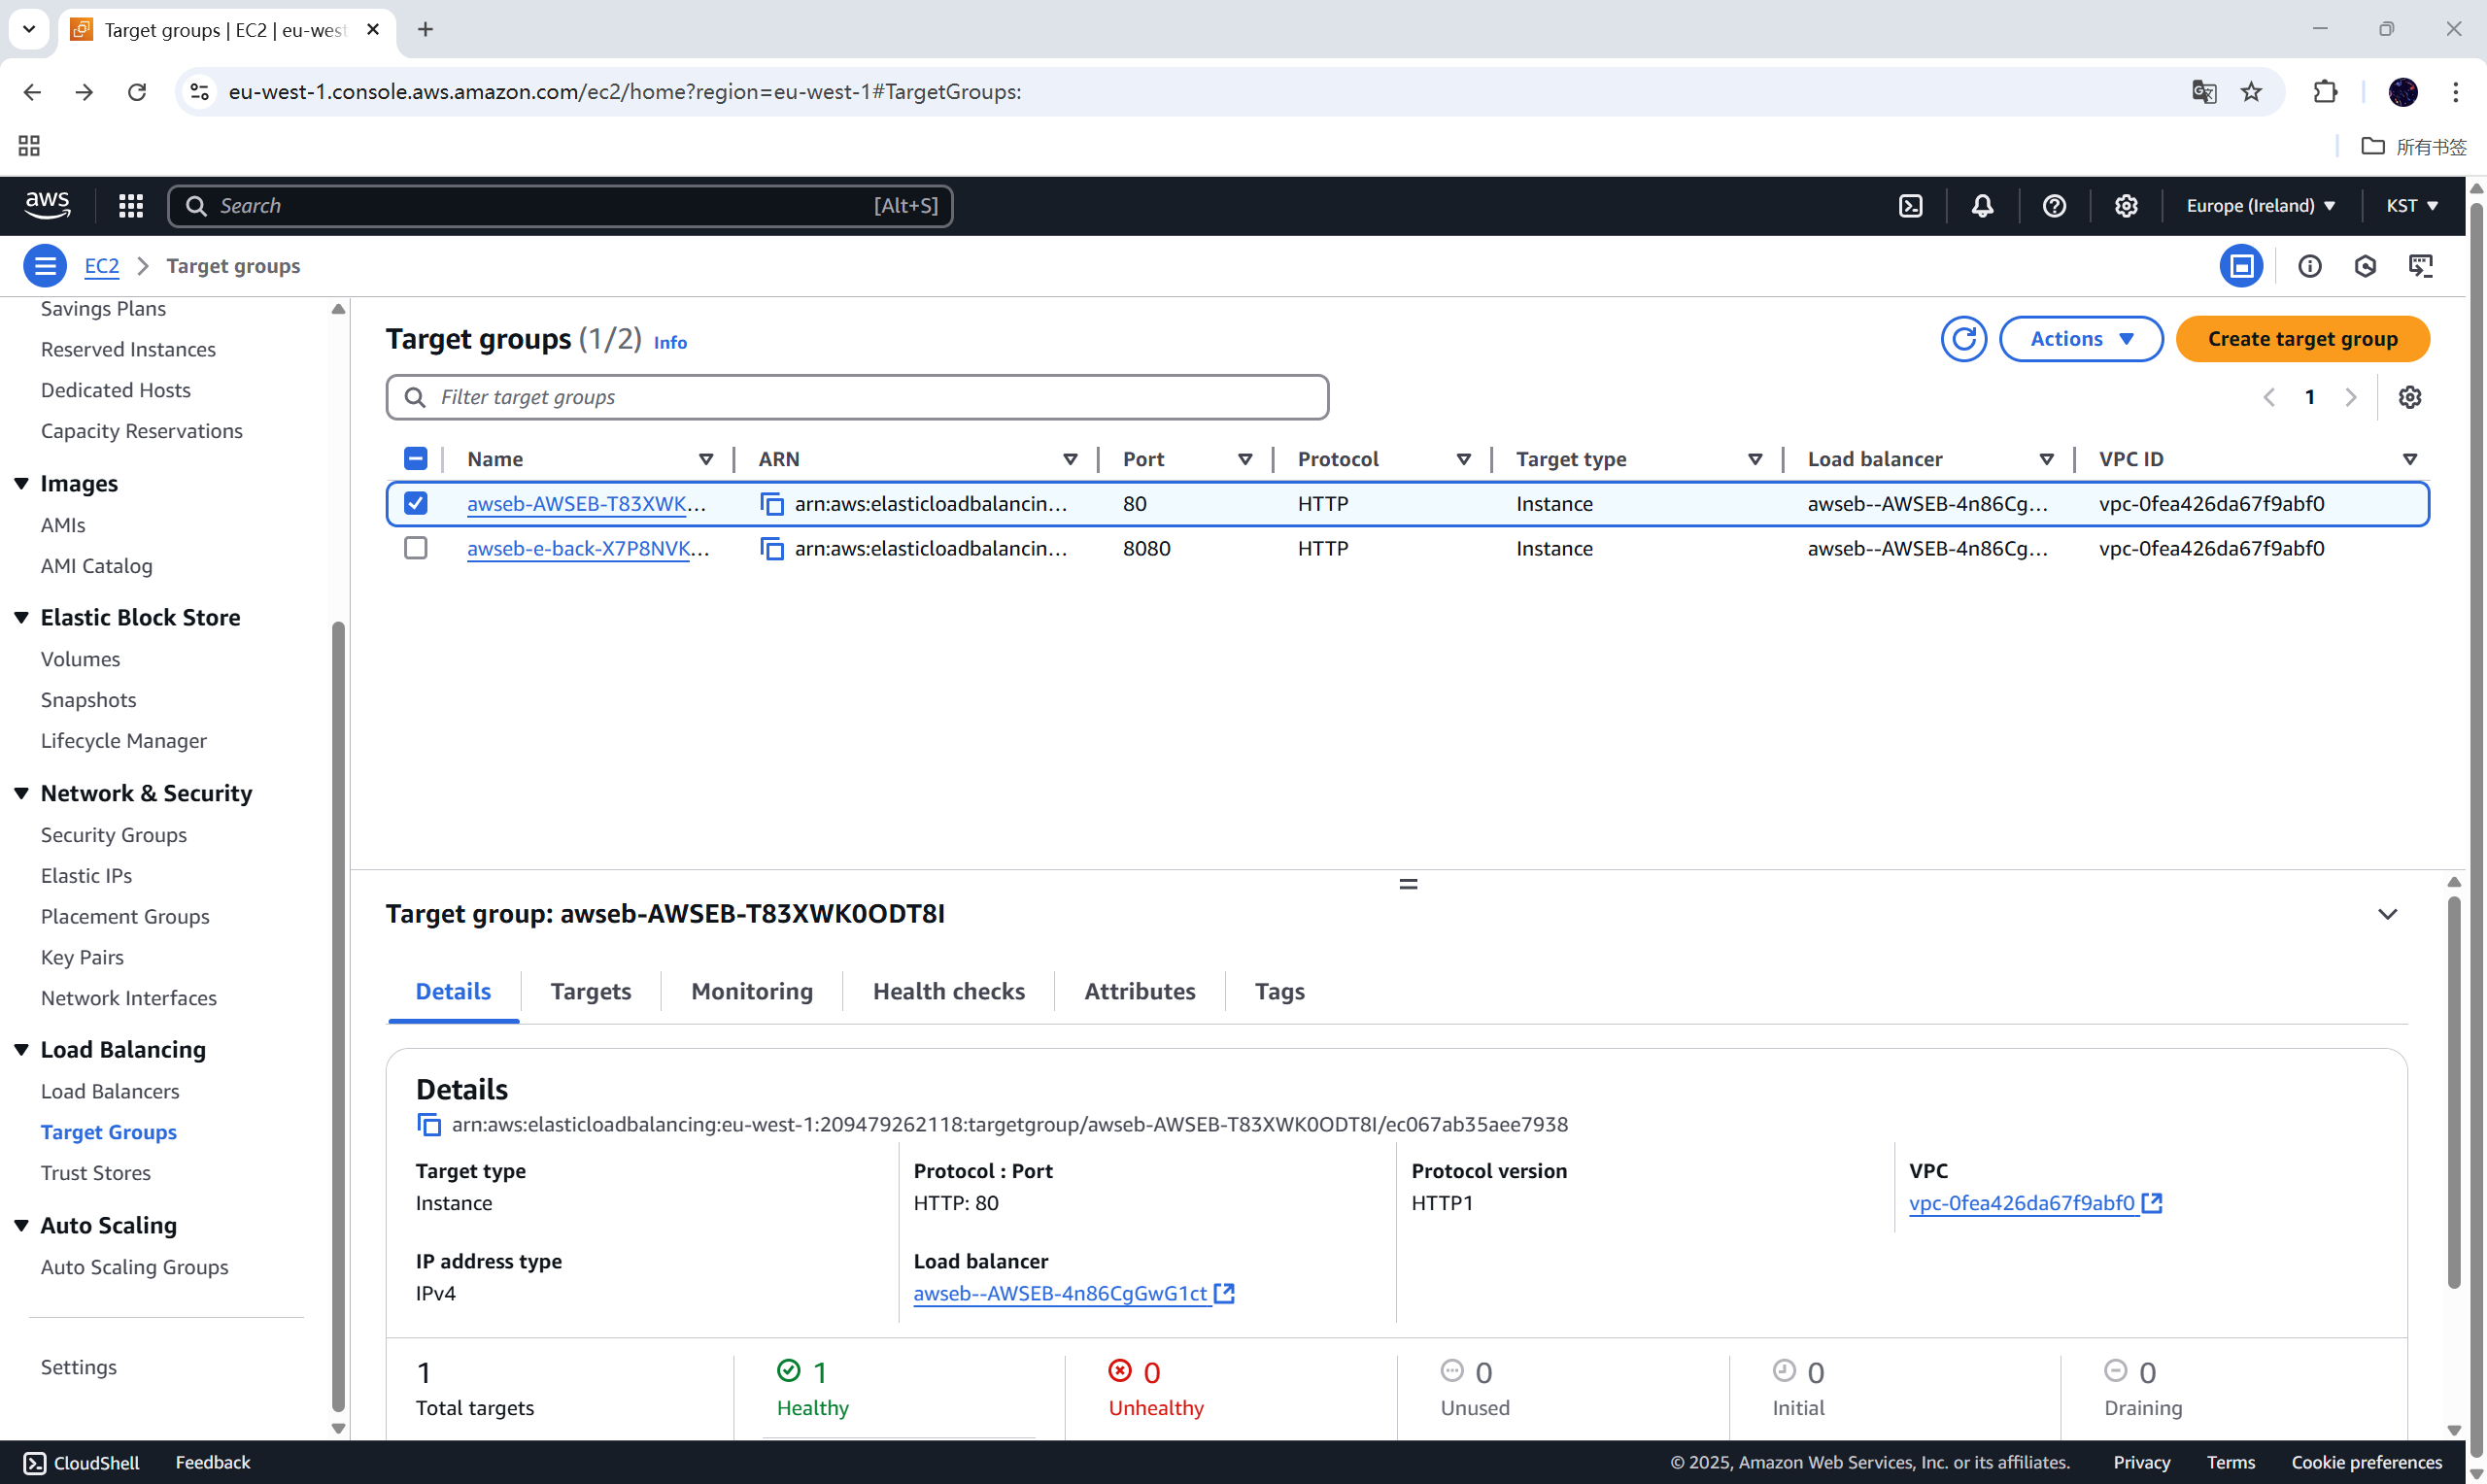 Target groups | EC2 | eu-west
eu-west-1.console.aws.amazon.com/ec2/home?region=eu-west-1#TargetGroups:
所有书签
aws
Search
[Alt+S]
Europe (Ireland)
KST
EC2
Target groups
Savings Plans
Reserved Instances
Dedicated Hosts
Capacity Reservations
Images
AMIs
AMI Catalog
Elastic Block Store
Volumes
Snapshots
Lifecycle Manager
Network & Security
Security Groups
Elastic IPs
Placement Groups
Key Pairs
Network Interfaces
Load Balancing
Load Balancers
Target Groups
Trust Stores
Auto Scaling
Auto Scaling Groups
Settings
Target groups (1/2) Info
Actions
Create target group
Filter target groups
1
Name ARN Port Protocol Target type Load balancer VPC ID
awseb-AWSEB-T83XWK... arn:aws:elasticloadbalancin... 80 HTTP Instance awseb--AWSEB-4n86Cg... vpc-0fea426da67f9abf0
awseb-e-back-X7P8NVK... arn:aws:elasticloadbalancin... 8080 HTTP Instance awseb--AWSEB-4n86Cg... vpc-0fea426da67f9abf0
Target group: awseb-AWSEB-T83XWK0ODT8I
Details Targets Monitoring Health checks Attributes Tags
Details
arn:aws:elasticloadbalancing:eu-west-1:209479262118:targetgroup/awseb-AWSEB-T83XWK0ODT8I/ec067ab35aee7938
Target type
Instance
Protocol : Port
HTTP: 80
Protocol version
HTTP1
VPC
vpc-0fea426da67f9abf0
IP address type
IPv4
Load balancer
awseb--AWSEB-4n86CgGwG1ct
1
Total targets
1
Healthy
0
Unhealthy
0
Unused
0
Initial
0
Draining
CloudShell
Feedback
© 2025, Amazon Web Services, Inc. or its affiliates.
Privacy
Terms
Cookie preferences